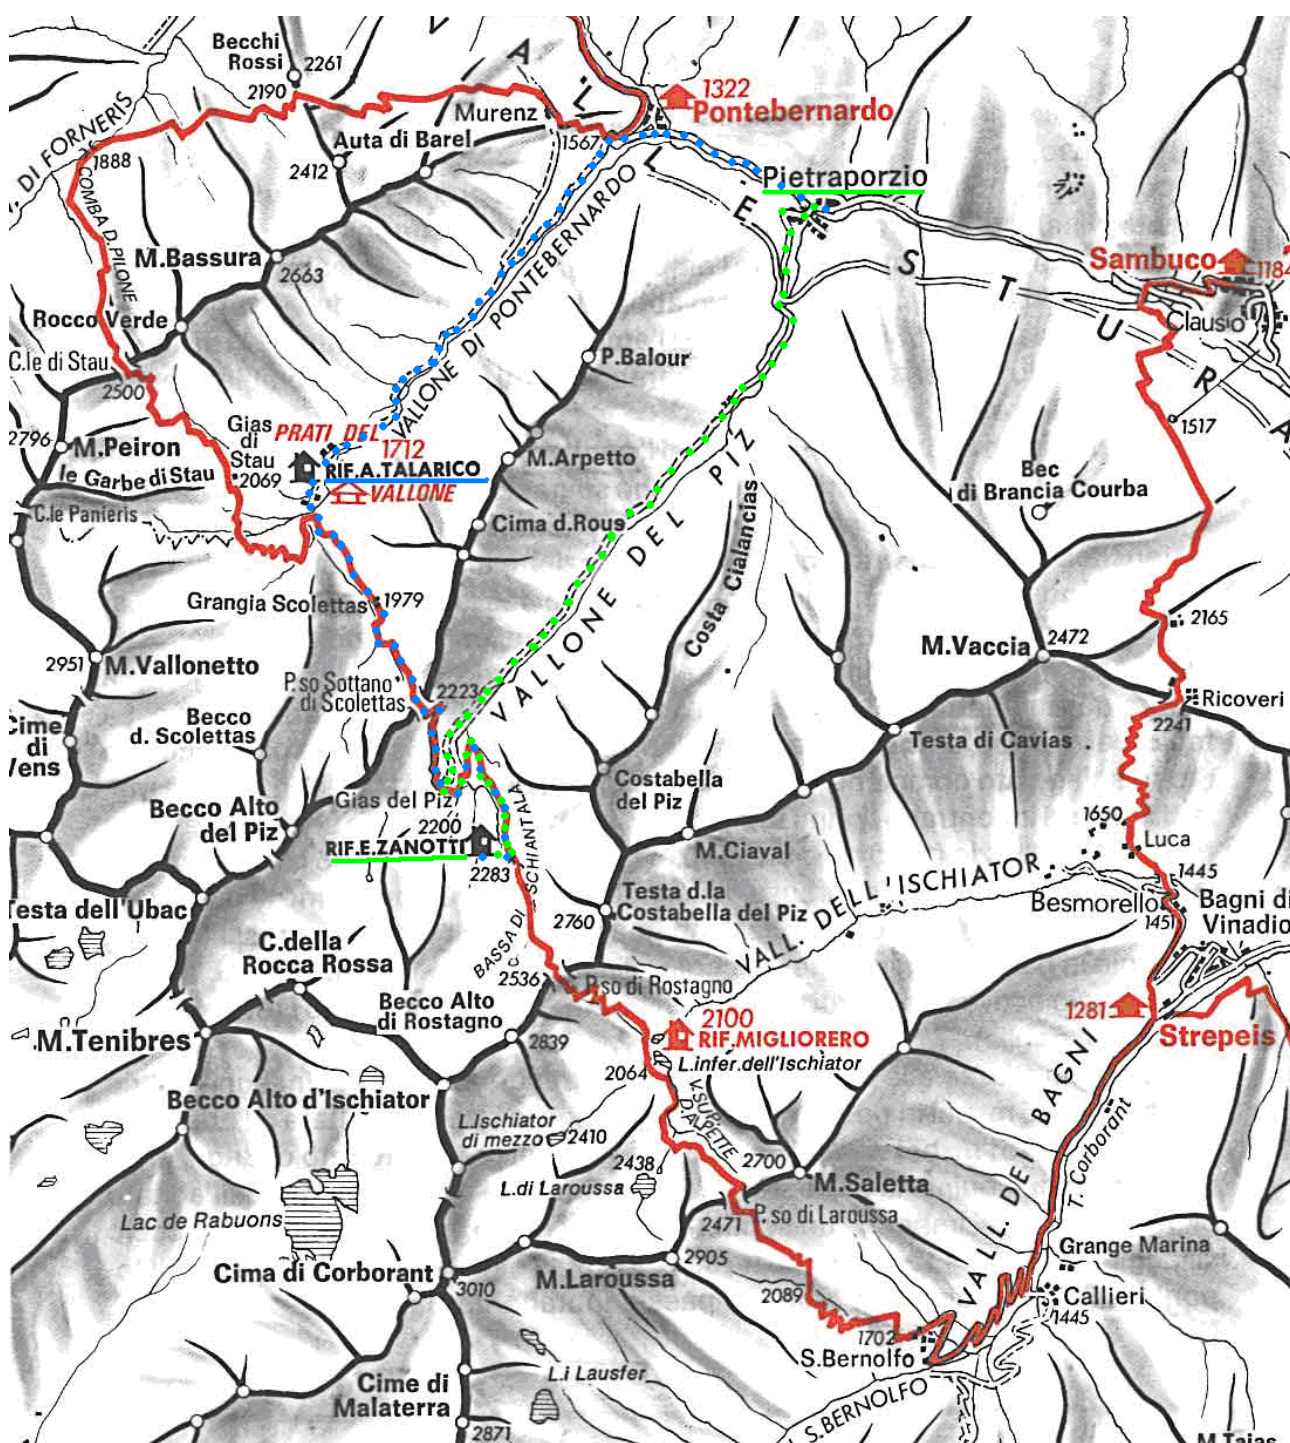 Becchi
Rossi
2261
2190
VALLE STURA
1322
Pontebernardo
Murenz
1567
Auta di Barel
2412
DI FORNERIS
1888
COMBA D.PILONE
Pietraporzio
M.Bassura
2663
VALLONE DI PONTEBERNARDO
Sambuco
1184
Clausio
Rocco Verde
C.le di Stau
2500
P.Balour
1517
2796
M.Peiron
Gias
di
Stau
2069
PRATI DEL
1712
RIF.A.TALARICO
VALLONE
M.Arpetto
le Garbe di Stau
C.le Panieris
Cima d.Rous
VALLONE DEL PIZ
Costa Cialancias
Bec
di Brancia Courba
Grangia Scolettas
1979
2165
M.Vaccia
2472
2951
M.Vallonetto
P.so Sottano
di Scolettas
2223
Ricoveri
2241
Cime
di
Vens
Becco
d. Scolettas
Testa di Cavias
Costabella
del Piz
Becco Alto
del Piz
Gias del Piz
2200
RIF.E.ZANOTTI
2283
BASSA DI SCHIANTALA
M.Ciaval
1650
Luca
1445
Besmorello
1451
Bagni di
Vinadio
VALL. DELL'ISCHIATOR
Testa dell'Ubac
Testa d.la
Costabella del Piz
2760
C.della
Rocca Rossa
2536
P.so di Rostagno
Becco Alto
di Rostagno
2839
M.Tenibres
2100
RIF.MIGLIORERO
L.infer.dell'Ischiator
2064
1281
Strepeis
Becco Alto d'Ischiator
V.SUP.
D.ALPETTE
L.Ischiator
di mezzo
2410
2438
L.di Laroussa
2700
M.Saletta
2471
P.so di Laroussa
VALL. DEI BAGNI
T. Corborant
Lac de Rabuons
Cima di Corborant
3010
M.Laroussa
2905
2089
Grange Marina
Callieri
1445
1702
S.Bernolfo
S.BERNOLFO
L.i Lausfer
Cime di
Malaterra
2871